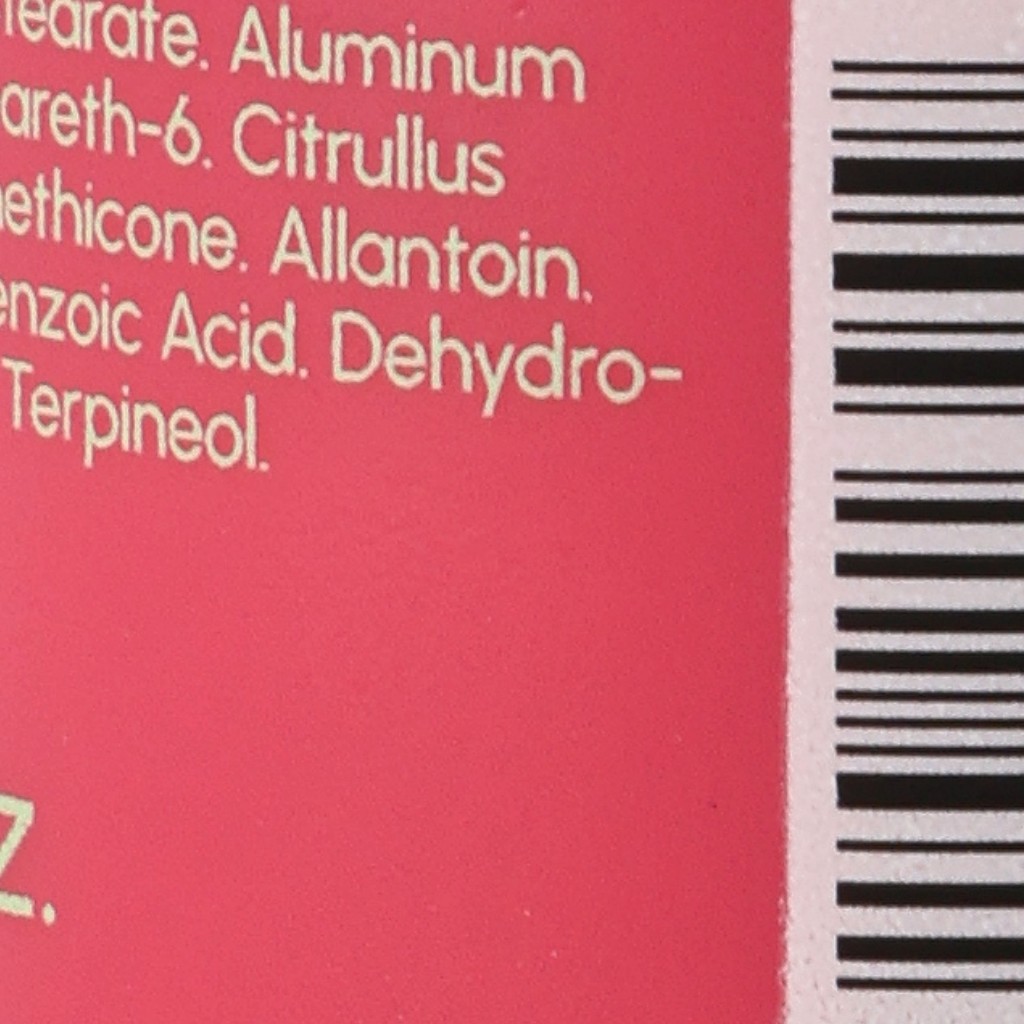 tearate. Aluminum
areth-6. Citrullus
ethicone. Allantoin.
enzoic Acid. Dehydro-
Terpineol.
Z.